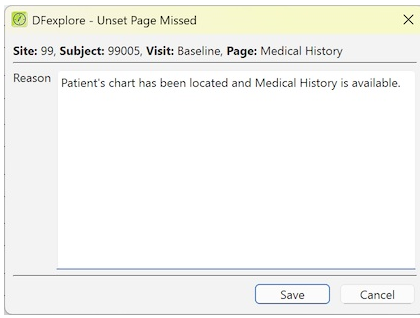 DFexplore - Unset Page Missed
Site: 99, Subject: 99005, Visit: Baseline, Page: Medical History
Reason
Patient's chart has been located and Medical History is available.
Save
Cancel